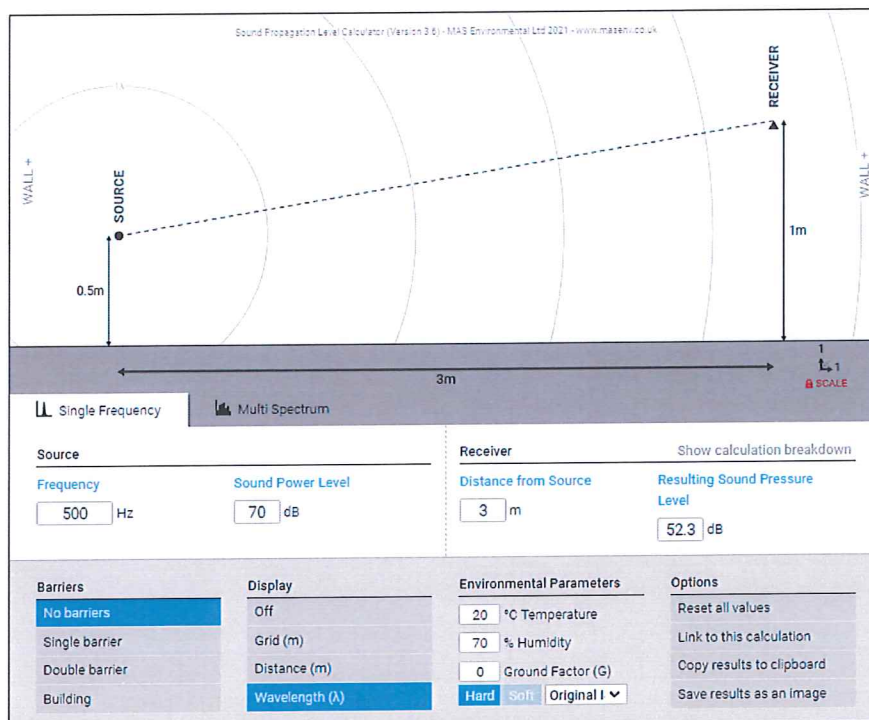 Sound Propagation Level Calculator (Version 3.6) - MAS Environmental Ltd 2021 - www.masenv.co.uk
WALL +
SOURCE
RECEIVER
WALL +
1λ
0.5m
1m
3m
1
1
SCALE
Single Frequency
Multi Spectrum
Source
Receiver
Show calculation breakdown
Frequency
Sound Power Level
Distance from Source
Resulting Sound Pressure
Level
500 Hz
70 dB
3 m
52.3 dB
Barriers
No barriers
Single barrier
Double barrier
Building
Display
Off
Grid (m)
Distance (m)
Wavelength (λ)
Environmental Parameters
20 °C Temperature
70 % Humidity
0 Ground Factor (G)
Hard Soft Original I
Options
Reset all values
Link to this calculation
Copy results to clipboard
Save results as an image